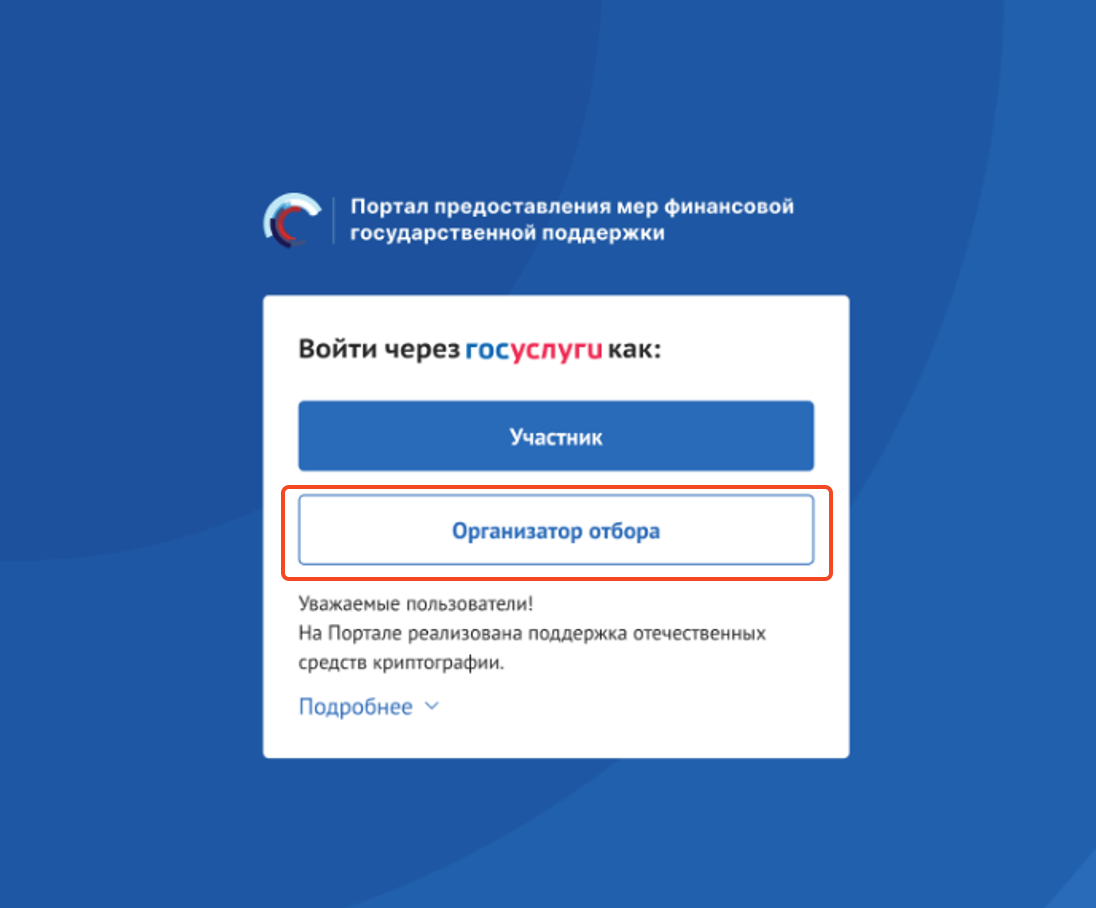 Портал предоставления мер финансовой
государственной поддержки
Войти через госуслуги как:
Участник
Организатор отбора
Уважаемые пользователи!
На Портале реализована поддержка отечественных
средств криптографии.
Подробнее